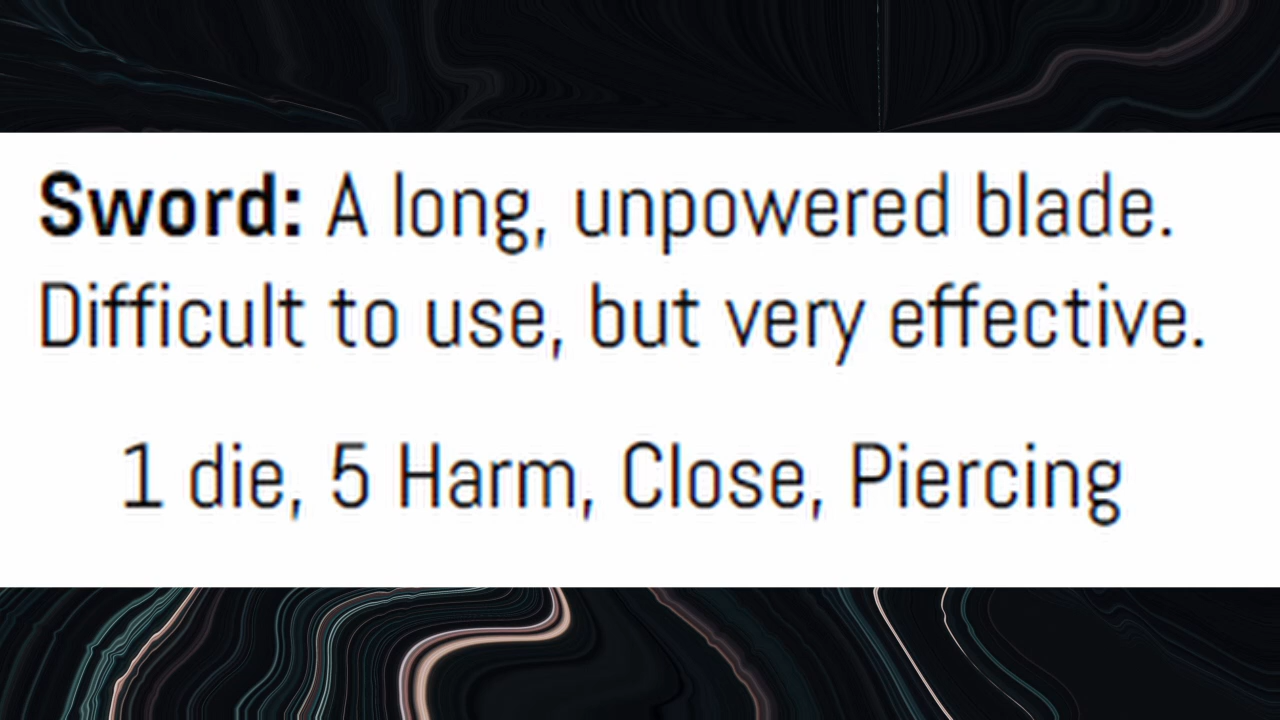 Sword: A long, unpowered blade.
Difficult to use, but very effective.
1 die, 5 Harm, Close, Piercing